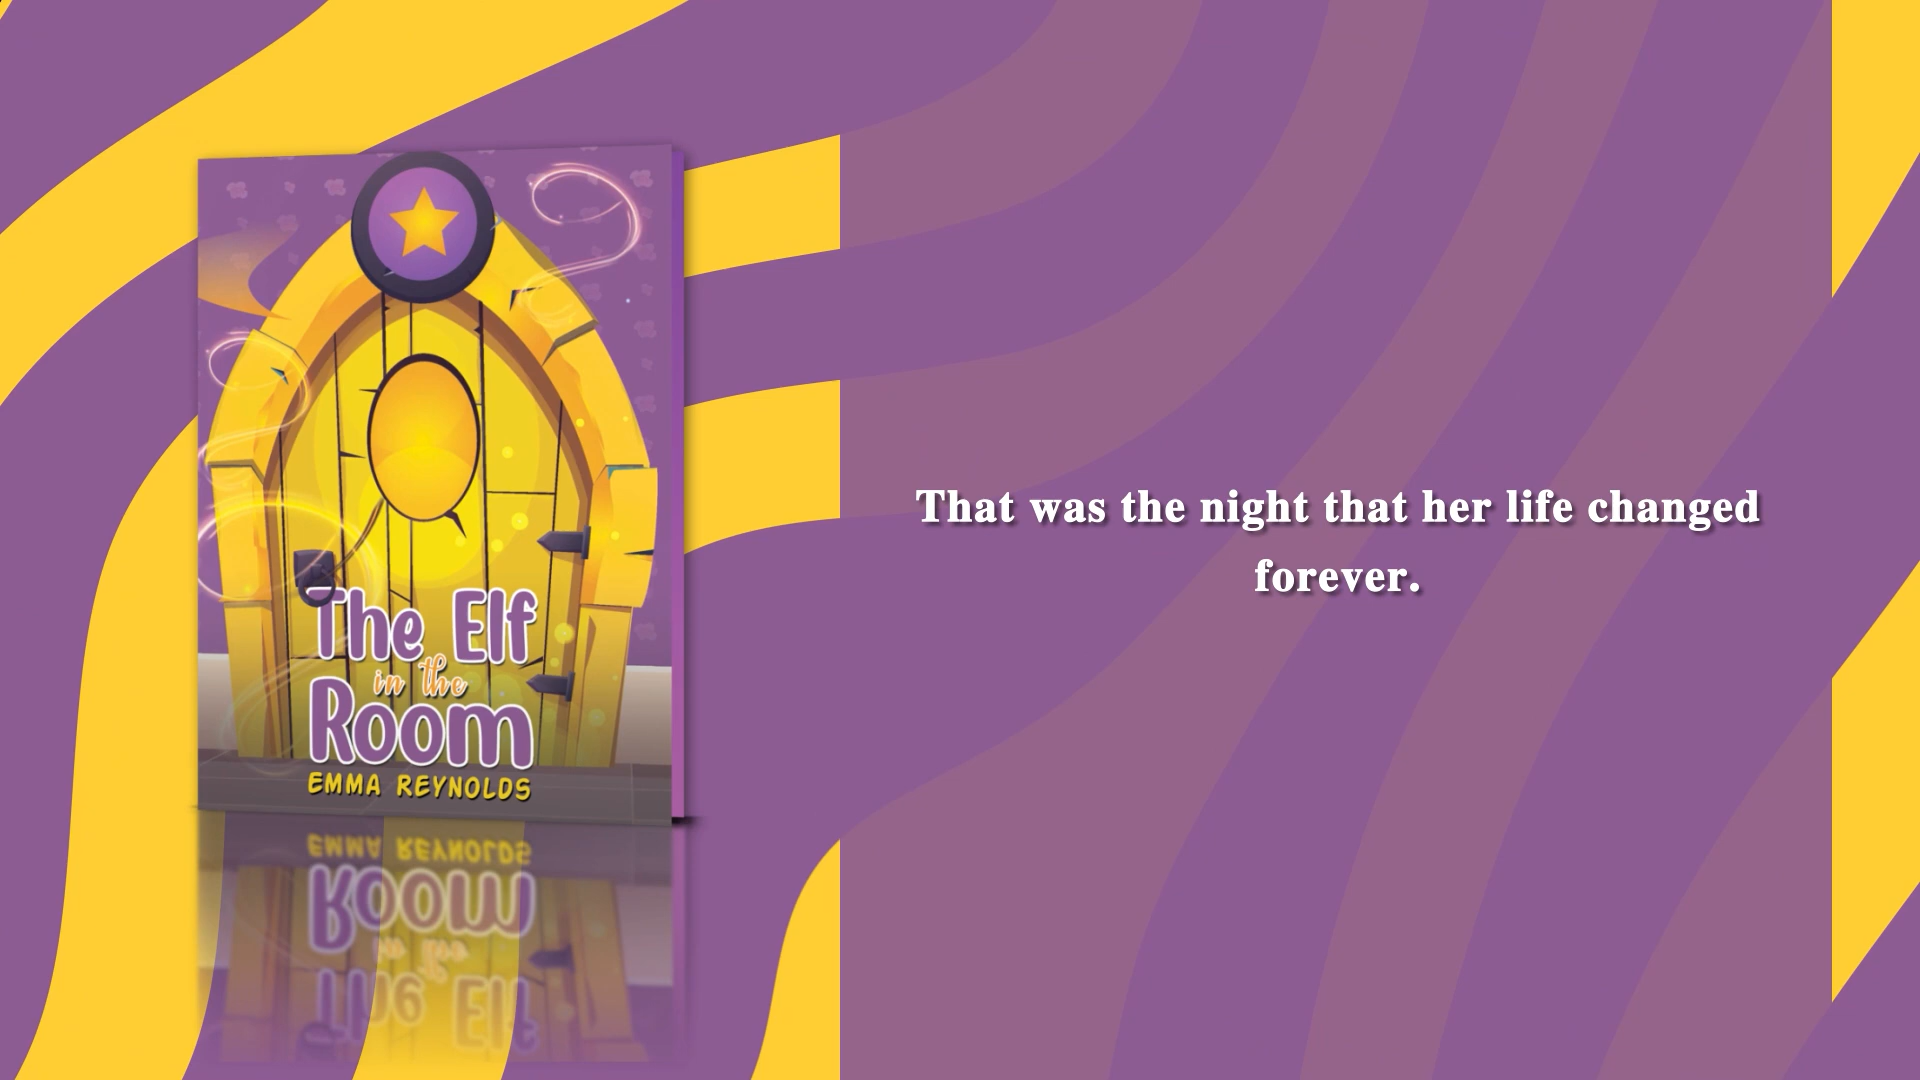 The Elf
in the
Room
EMMA REYNOLDS
That was the night that her life changed
forever.